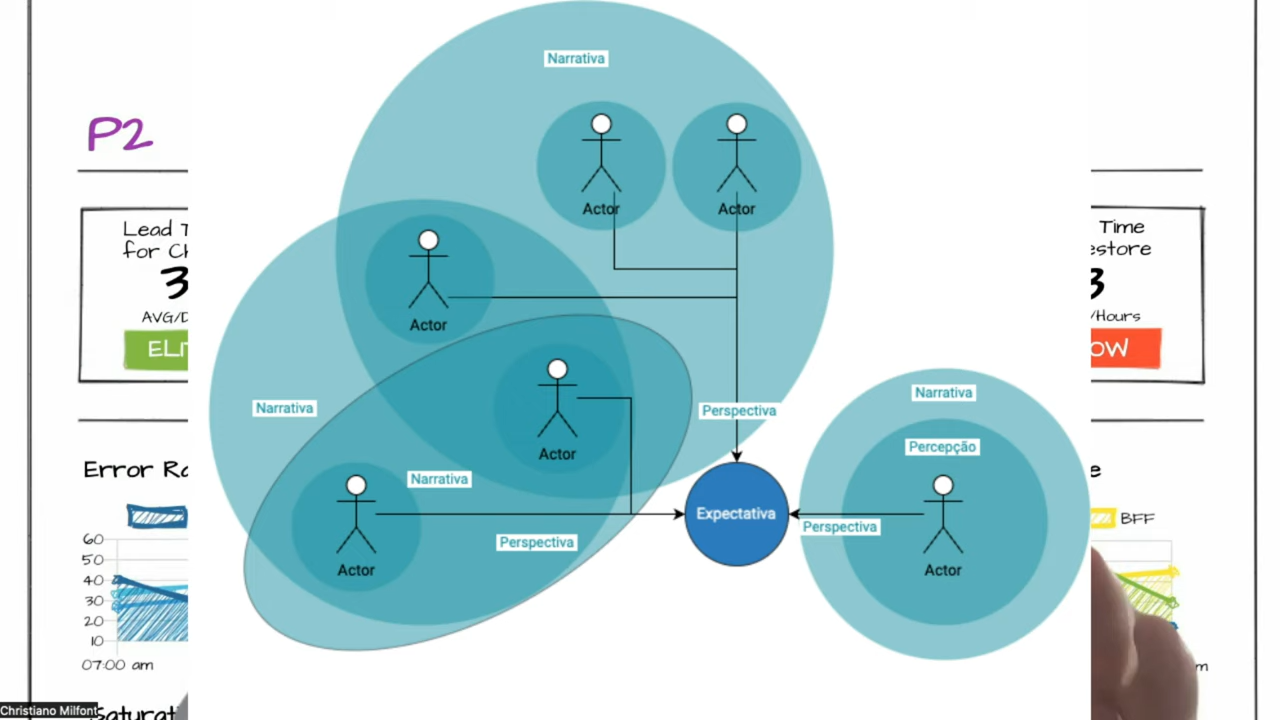 Narrativa
P2
Actor
Actor
Lead T
for Ch
3
AVG/D
ELI
Time
estore
3
/Hours
OW
Actor
Narrativa
Narrativa
Perspectiva
Percepção
Actor
Error Ra
e
Narrativa
Expectativa
Perspectiva
BFF
Perspectiva
60
50
40
30
20
10
Actor
Actor
07:00 am
m
Christiano Milfont
Saturat